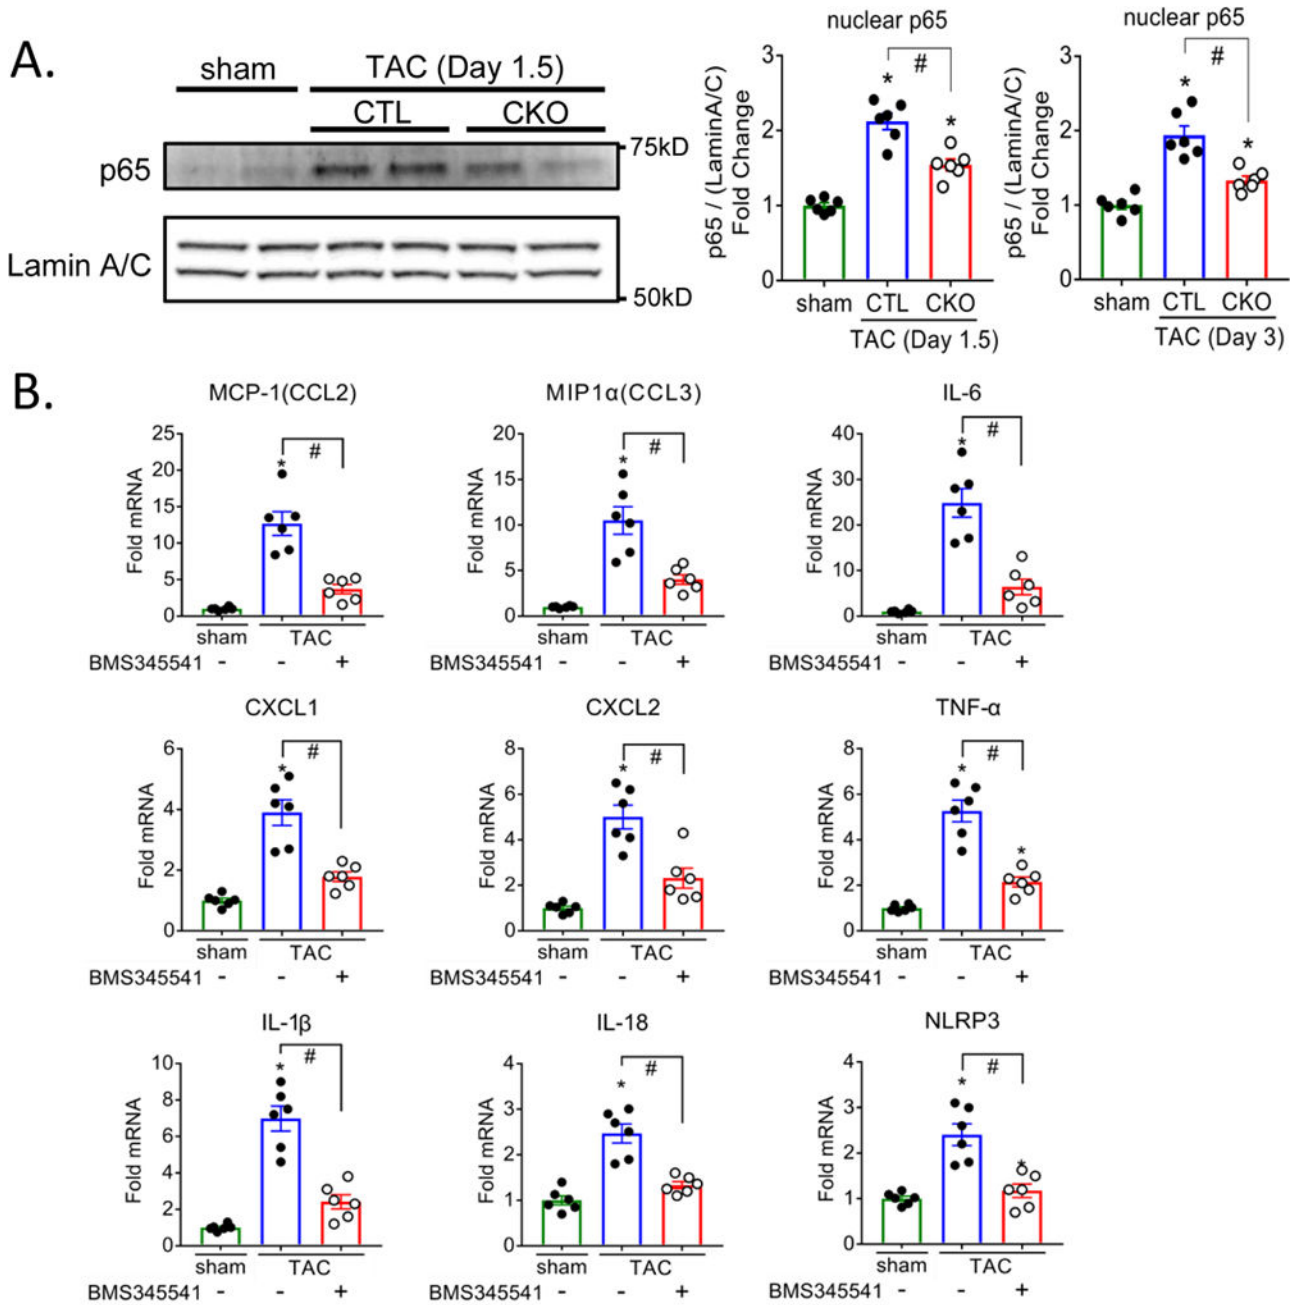 A.
sham TAC (Day 1.5)
CTL CKO
p65
75kD
Lamin A/C
50kD
nuclear p65
p65 / (LaminA/C)
Fold Change
3
2
1
0
* # *
sham CTL CKO
TAC (Day 1.5)
nuclear p65
p65 / (LaminA/C)
Fold Change
3
2
1
0
* # *
sham CTL CKO
TAC (Day 3)
B.
MCP-1(CCL2)
Fold mRNA
25
20
15
10
5
0
* #
sham TAC
BMS345541 - - +
MIP1α(CCL3)
Fold mRNA
20
15
10
5
0
* #
sham TAC
BMS345541 - - +
IL-6
Fold mRNA
40
30
20
10
0
* #
sham TAC
BMS345541 - - +
CXCL1
Fold mRNA
6
4
2
0
* #
sham TAC
BMS345541 - - +
CXCL2
Fold mRNA
8
6
4
2
0
* #
sham TAC
BMS345541 - - +
TNF-α
Fold mRNA
8
6
4
2
0
* # *
sham TAC
BMS345541 - - +
IL-1β
Fold mRNA
10
8
6
4
2
0
* #
sham TAC
BMS345541 - - +
IL-18
Fold mRNA
4
3
2
1
0
* #
sham TAC
BMS345541 - - +
NLRP3
Fold mRNA
4
3
2
1
0
* # *
sham TAC
BMS345541 - - +